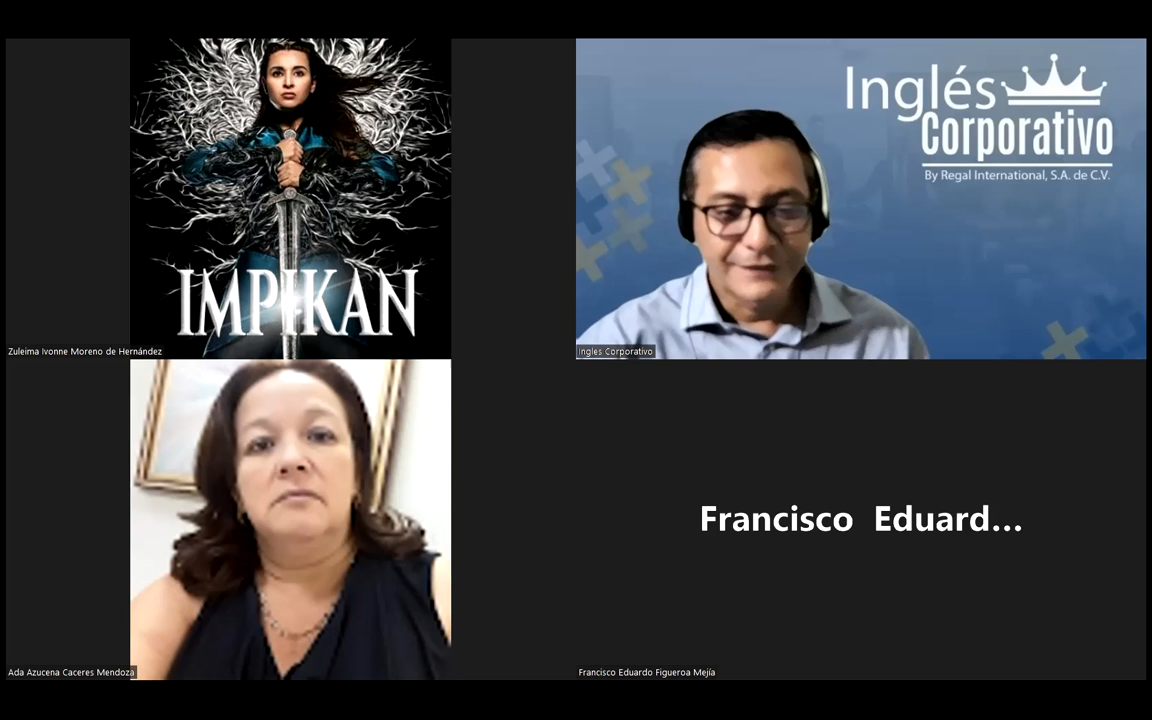 IMPIKAN
Zuleima Ivonne Moreno de Hernández
Inglés
Corporativo
By Regal International, S.A. de C.V.
Ingles Corporativo
Ada Azucena Caceres Mendoza
Francisco Eduard...
Francisco Eduardo Figueroa Mejía